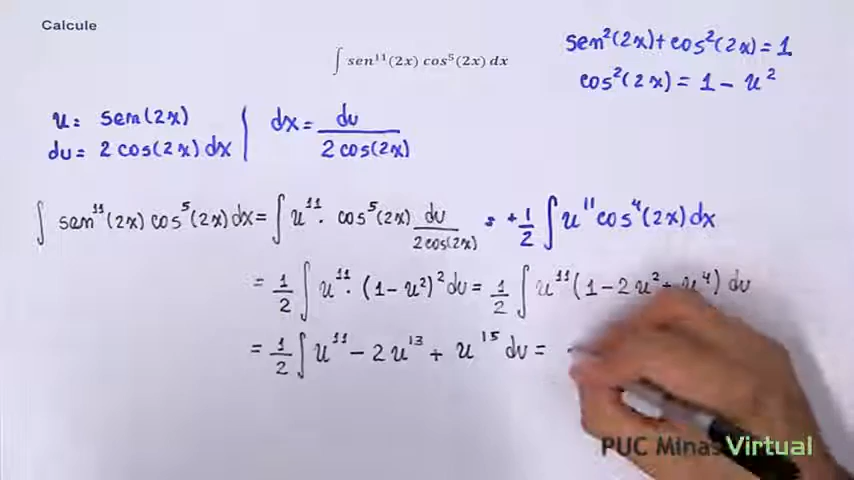 Calcule
∫ sen¹¹(2x) cos⁵(2x) dx
sen²(2x) + cos²(2x) = 1
cos²(2x) = 1 - u²
u = sem(2x)
du = 2 cos(2x) dx
dx = du / 2 cos(2x)
∫ sem¹¹(2x) cos⁵(2x) dx = ∫ u¹¹ · cos⁵(2x) du / 2cos(2x) = + 1/2 ∫ u¹¹ cos⁴(2x) dx
= 1/2 ∫ u¹¹ · (1 - u²)² du = 1/2 ∫ u¹¹ (1 - 2u² + u⁴) du
= 1/2 ∫ u¹¹ - 2u¹³ + u¹⁵ du =
PUC Minas Virtual